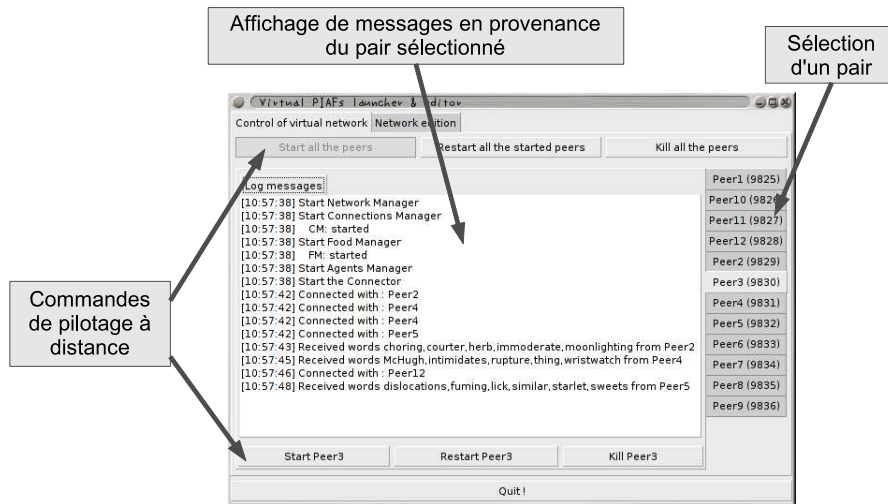 Affichage de messages en provenance
du pair sélectionné
Sélection
d'un pair
Virtual PIAFs launcher & editor
Control of virtual network
Network edition
Start all the peers
Restart all the started peers
Kill all the peers
Log messages
[10:57:38] Start Network Manager
[10:57:38] Start Connections Manager
[10:57:38] CM: started
[10:57:38] Start Food Manager
[10:57:38] FM: started
[10:57:38] Start Agents Manager
[10:57:38] Start the Connector
[10:57:42] Connected with : Peer2
[10:57:42] Connected with : Peer4
[10:57:42] Connected with : Peer4
[10:57:42] Connected with : Peer5
[10:57:43] Received words choring,courter,herb,immoderate,moonlighting from Peer2
[10:57:45] Received words McHugh,intimidates,rupture,thing,wristwatch from Peer4
[10:57:46] Connected with : Peer12
[10:57:48] Received words dislocations,fuming,lick,similar,starlet,sweets from Peer5
Peer1 (9825)
Peer10 (9826)
Peer11 (9827)
Peer12 (9828)
Peer2 (9829)
Peer3 (9830)
Peer4 (9831)
Peer5 (9832)
Peer6 (9833)
Peer7 (9834)
Peer8 (9835)
Peer9 (9836)
Commandes
de pilotage à
distance
Start Peer3
Restart Peer3
Kill Peer3
Quit !